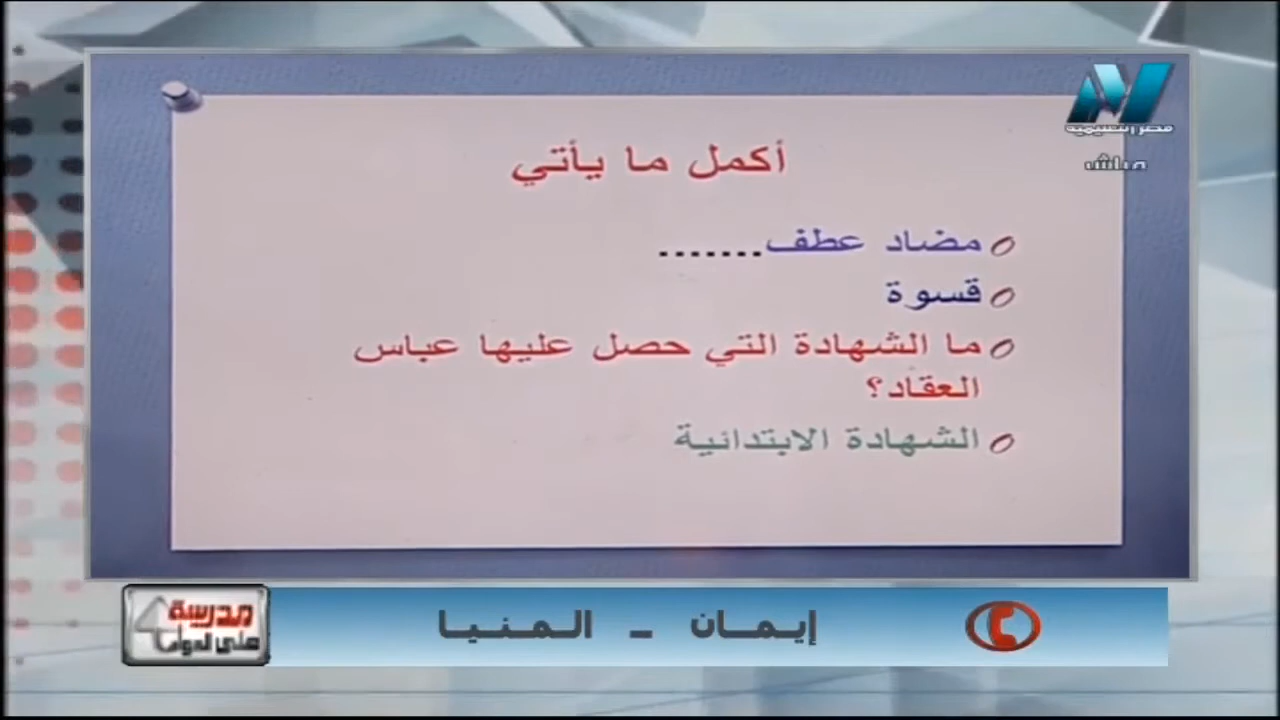 مصر التعليمية
مباشر
أكمل ما يأتي
مضاد عطف.......
قسوة
ما الشهادة التي حصل عليها عباس
العقاد؟
الشهادة الابتدائية
إيمان - المنيا
مدرسة
على الهواء